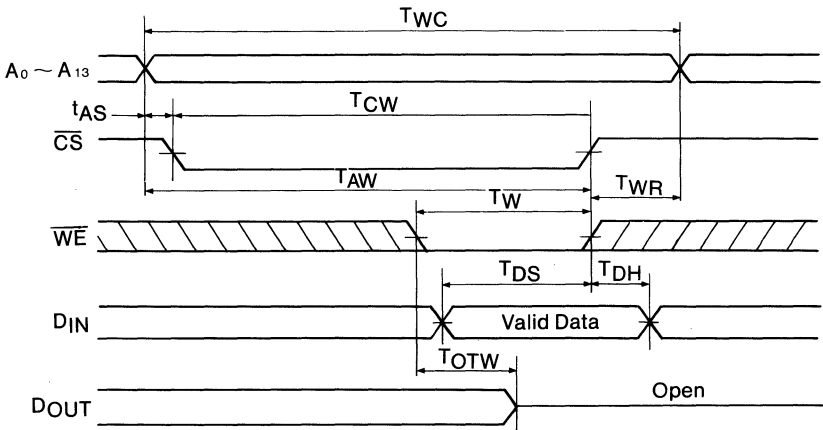 TWC
A0 ~ A13
tAS
TCW
CS
TAW
TW
TWR
WE
TDS
TDH
DIN
Valid Data
TOTW
DOUT
Open